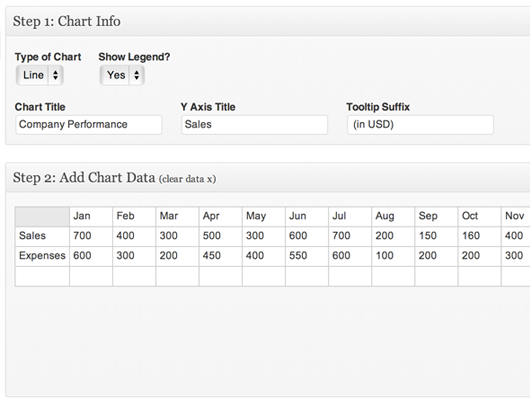 Step 1: Chart Info
Type of Chart Show Legend?
Line Yes
Chart Title Y Axis Title Tooltip Suffix
Company Performance Sales (in USD)
Step 2: Add Chart Data (clear data x)
Jan Feb Mar Apr May Jun Jul Aug Sep Oct Nov
Sales 700 400 300 500 300 600 700 200 150 160 400
Expenses 600 300 200 450 400 550 600 100 200 200 300